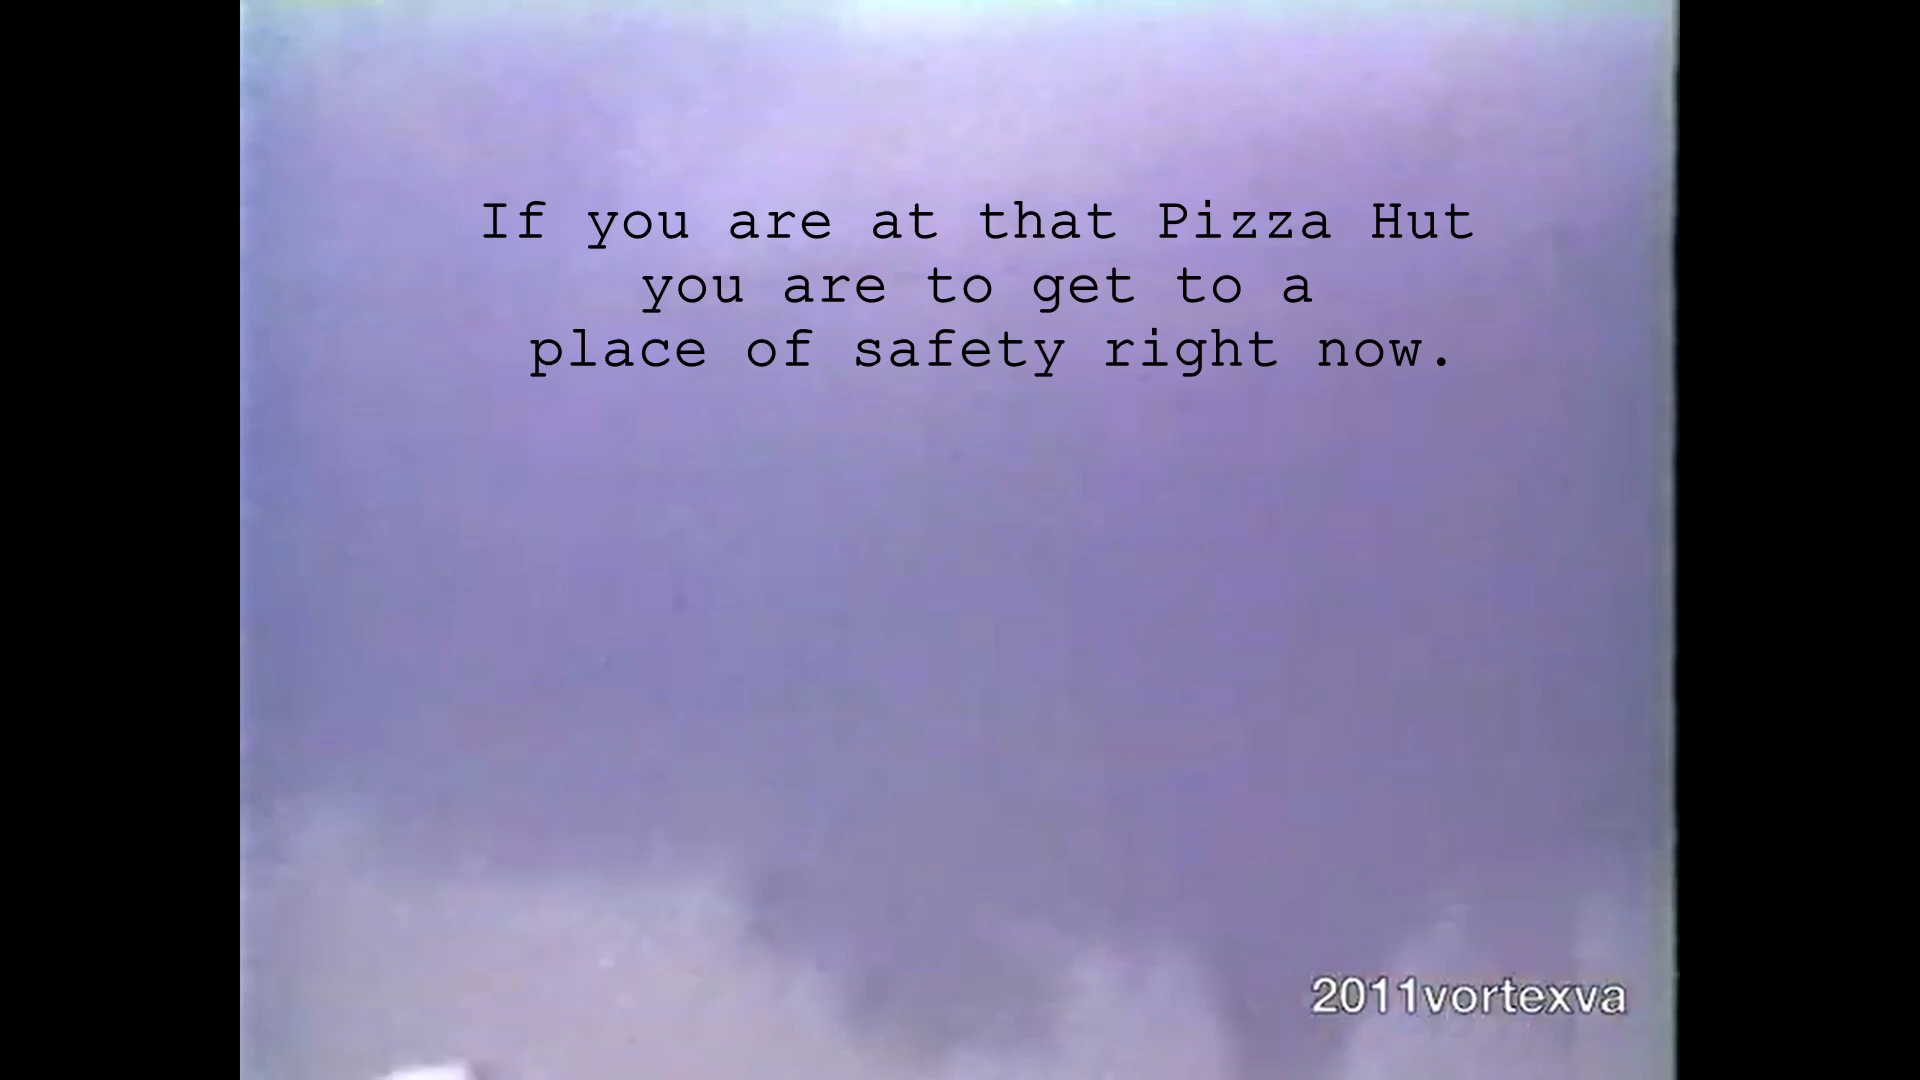 If you are at that Pizza Hut
you are to get to a
place of safety right now.
2011vortexva